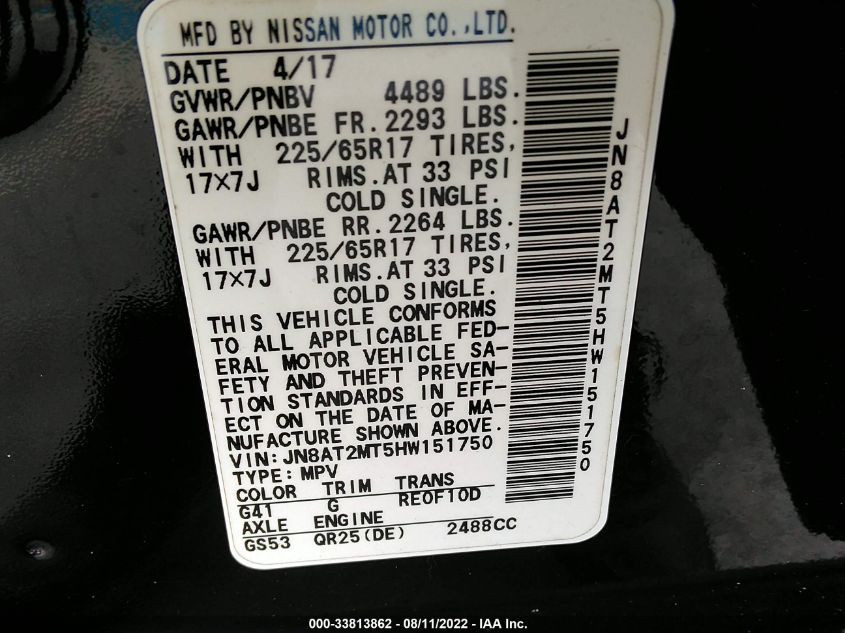 MFD BY NISSAN MOTOR CO.,LTD.
DATE 4/17
GVWR/PNBV 4489 LBS.
GAWR/PNBE FR. 2293 LBS.
WITH 225/65R17 TIRES,
17×7J RIMS.AT 33 PSI
COLD SINGLE.
GAWR/PNBE RR. 2264 LBS.
WITH 225/65R17 TIRES,
17×7J RIMS.AT 33 PSI
COLD SINGLE.
THIS VEHICLE CONFORMS
TO ALL APPLICABLE FED-
ERAL MOTOR VEHICLE SA-
FETY AND THEFT PREVEN-
TION STANDARDS IN EFF-
ECT ON THE DATE OF MA-
NUFACTURE SHOWN ABOVE.
VIN:JN8AT2MT5HW151750
TYPE:MPV
COLOR TRIM TRANS
G41 G RE0F10D
AXLE ENGINE
GS53 QR25(DE) 2488CC
JN8AT2MT5HW151750
000-33813862 - 08/11/2022 - IAA Inc.